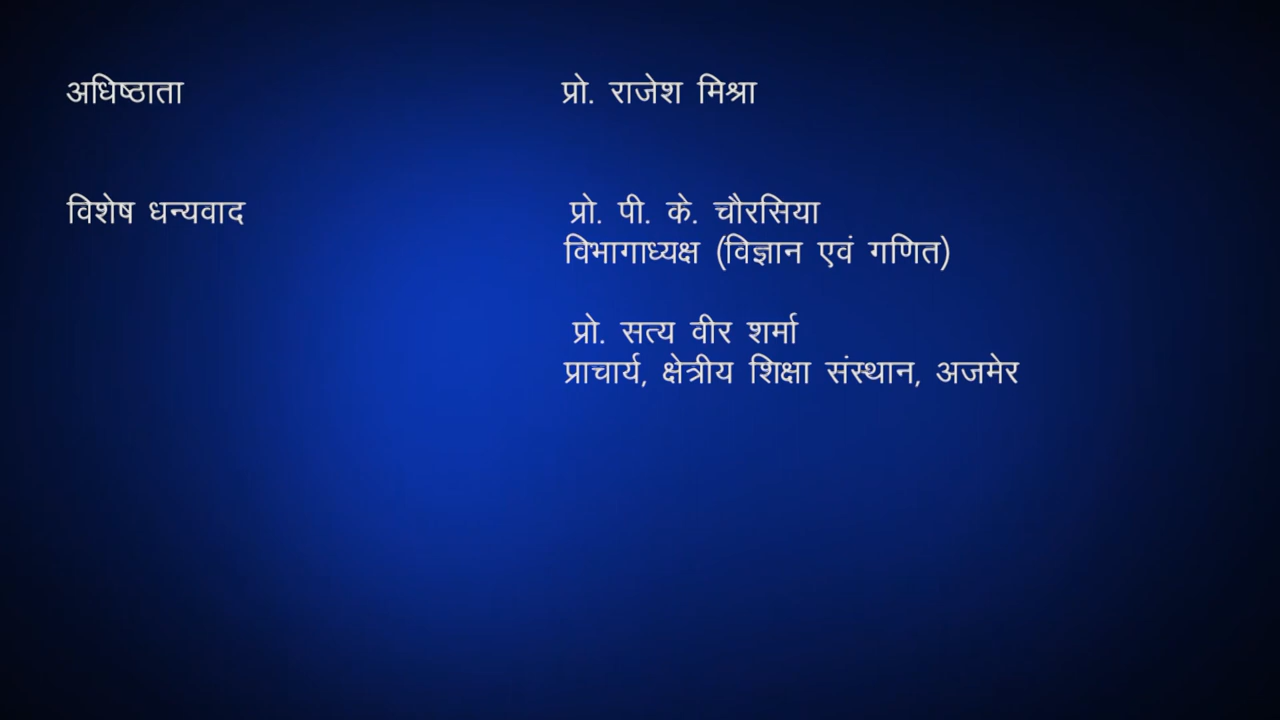 अधिष्ठाता प्रो. राजेश मिश्रा
विशेष धन्यवाद प्रो. पी. के. चौरसिया
विभागाध्यक्ष (विज्ञान एवं गणित)
प्रो. सत्य वीर शर्मा
प्राचार्य, क्षेत्रीय शिक्षा संस्थान, अजमेर